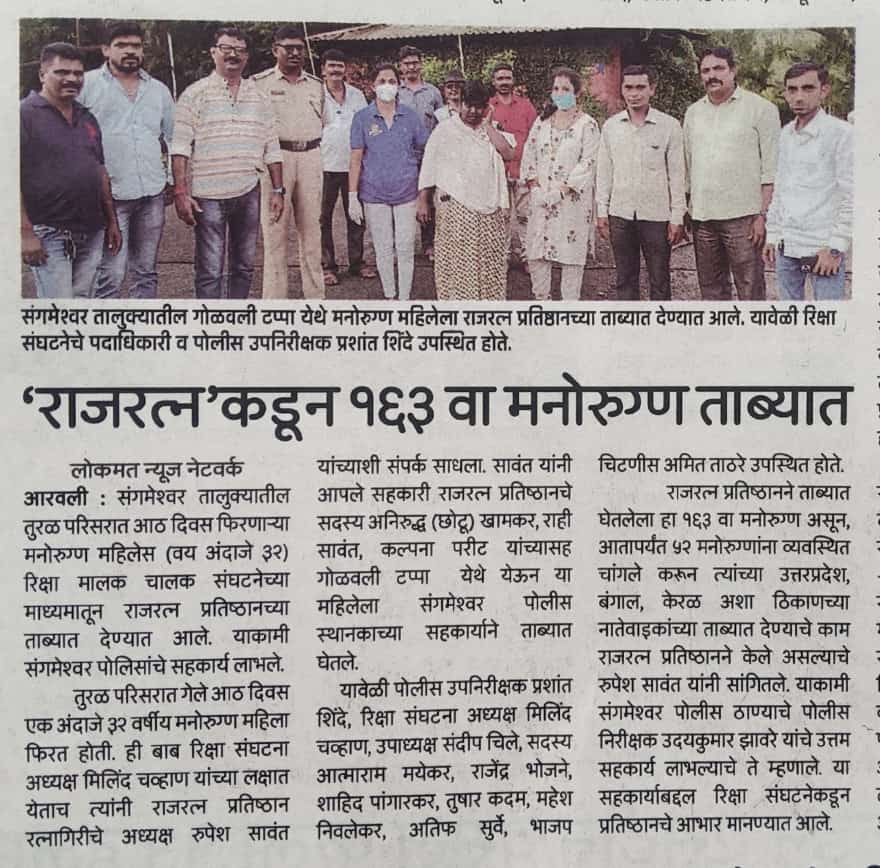 संगमेश्वर तालुक्यातील गोळवली टप्पा येथे मनोरुग्ण महिलेला राजरत्न प्रतिष्ठानच्या ताब्यात देण्यात आले. यावेळी रिक्षा
संघटनेचे पदाधिकारी व पोलीस उपनिरीक्षक प्रशांत शिंदे उपस्थित होते.
‘राजरत्न’कडून १६३ वा मनोरुग्ण ताब्यात
लोकमत न्यूज नेटवर्क
आरवली : संगमेश्वर तालुक्यातील
तुरळ परिसरात आठ दिवस फिरणाऱ्या
मनोरुग्ण महिलेस (वय अंदाजे ३२)
रिक्षा मालक चालक संघटनेच्या
माध्यमातून राजरत्न प्रतिष्ठानच्या
ताब्यात देण्यात आले. याकामी
संगमेश्वर पोलिसांचे सहकार्य लाभले.
तुरळ परिसरात गेले आठ दिवस
एक अंदाजे ३२ वर्षीय मनोरुग्ण महिला
फिरत होती. ही बाब रिक्षा संघटना
अध्यक्ष मिलिंद चव्हाण यांच्या लक्षात
येताच त्यांनी राजरत्न प्रतिष्ठान
रत्नागिरीचे अध्यक्ष रुपेश सावंत
यांच्याशी संपर्क साधला. सावंत यांनी
आपले सहकारी राजरत्न प्रतिष्ठानचे
सदस्य अनिरुद्ध (छोटू) खामकर, राही
सावंत, कल्पना परीट यांच्यासह
गोळवली टप्पा येथे येऊन या
महिलेला संगमेश्वर पोलीस
स्थानकाच्या सहकार्याने ताब्यात
घेतले.
यावेळी पोलीस उपनिरीक्षक प्रशांत
शिंदे, रिक्षा संघटना अध्यक्ष मिलिंद
चव्हाण, उपाध्यक्ष संदीप चिले, सदस्य
आत्माराम मयेकर, राजेंद्र भोजने,
शाहिद पांगारकर, तुषार कदम, महेश
निवलेकर, अतिफ सुर्वे, भाजप
चिटणीस अमित ताठरे उपस्थित होते.
राजरत्न प्रतिष्ठानने ताब्यात
घेतलेला हा १६३ वा मनोरुग्ण असून,
आतापर्यंत ५२ मनोरुग्णांना व्यवस्थित
चांगले करून त्यांच्या उत्तरप्रदेश,
बंगाल, केरळ अशा ठिकाणच्या
नातेवाइकांच्या ताब्यात देण्याचे काम
राजरत्न प्रतिष्ठानने केले असल्याचे
रुपेश सावंत यांनी सांगितले. याकामी
संगमेश्वर पोलीस ठाण्याचे पोलीस
निरीक्षक उदयकुमार झावरे यांचे उत्तम
सहकार्य लाभल्याचे ते म्हणाले. या
सहकार्याबद्दल रिक्षा संघटनेकडून
प्रतिष्ठानचे आभार मानण्यात आले.